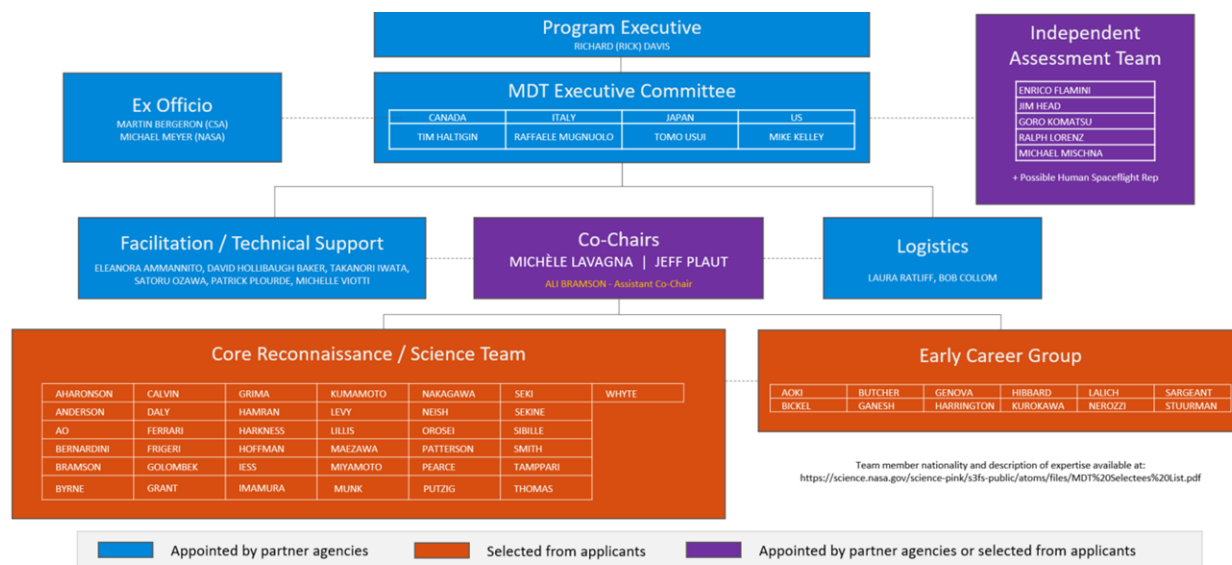 Program Executive
RICHARD (RICK) DAVIS
Independent
Assessment Team
ENRICO FLAMINI
JIM HEAD
GORO KOMATSU
RALPH LORENZ
MICHAEL MISCHNA
+ Possible Human Spaceflight Rep
Ex Officio
MARTIN BERGERON (CSA)
MICHAEL MEYER (NASA)
MDT Executive Committee
CANADA ITALY JAPAN US
TIM HALTIGIN RAFFAELE MUGNUOLO TOMO USUI MIKE KELLEY
Facilitation / Technical Support
ELEANORA AMMANNITO, DAVID HOLLIBAUGH BAKER, TAKANORI IWATA,
SATORU OZAWA, PATRICK PLOURDE, MICHELLE VIOTTI
Co-Chairs
MICHÈLE LAVAGNA | JEFF PLAUT
ALI BRAMSON - Assistant Co-Chair
Logistics
LAURA RATLIFF, BOB COLLOM
Core Reconnaissance / Science Team
AHARONSON CALVIN GRIMA KUMAMOTO NAKAGAWA SEKI WHYTE
ANDERSON DALY HAMRAN LEVY NEISH SEKINE
AO FERRARI HARKNESS LILLIS OROSEI SIBILLE
BERNARDINI FRIGERI HOFFMAN MAEZAWA PATTERSON SMITH
BRAMSON GOLOMBEK IESS MIYAMOTO PEARCE TAMPPARI
BYRNE GRANT IMAMURA MUNK PUTZIG THOMAS
Early Career Group
AOKI BUTCHER GENOVA HIBBARD LALICH SARGEANT
BICKEL GANESH HARRINGTON KUROKAWA NEROZZI STUURMAN
Team member nationality and description of expertise available at:
https://science.nasa.gov/science-pink/s3fs-public/atoms/files/MDT%20Selectees%20List.pdf
Appointed by partner agencies
Selected from applicants
Appointed by partner agencies or selected from applicants